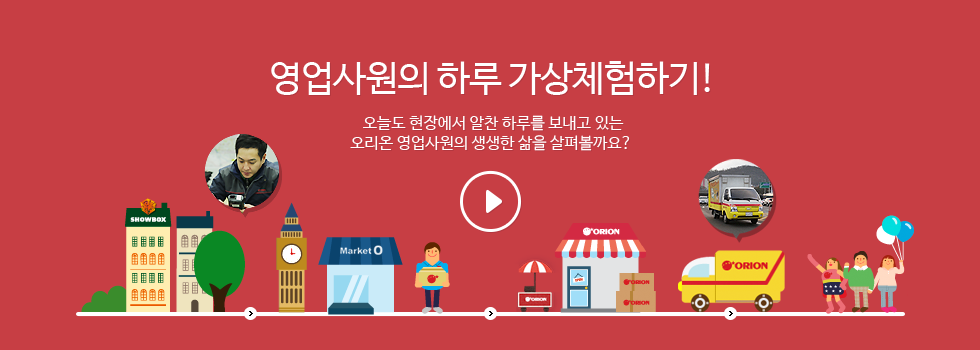 영업사원의 하루 가상체험하기!
오늘도 현장에서 알찬 하루를 보내고 있는
오리온 영업사원의 생생한 삶을 살펴볼까요?
SHOWBOX
Market O
ORION
ORION
ORION
ORION
ORION